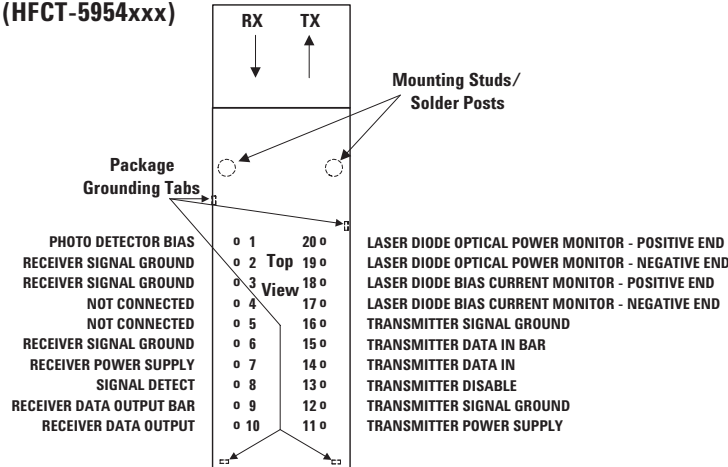 (HFCT-5954xxx)
RX TX
Mounting Studs/
Solder Posts
Package
Grounding Tabs
PHOTO DETECTOR BIAS o 1 20 o LASER DIODE OPTICAL POWER MONITOR - POSITIVE END
RECEIVER SIGNAL GROUND o 2 Top 19 o LASER DIODE OPTICAL POWER MONITOR - NEGATIVE END
RECEIVER SIGNAL GROUND o 3 View 18 o LASER DIODE BIAS CURRENT MONITOR - POSITIVE END
NOT CONNECTED o 4 17 o LASER DIODE BIAS CURRENT MONITOR - NEGATIVE END
NOT CONNECTED o 5 16 o TRANSMITTER SIGNAL GROUND
RECEIVER SIGNAL GROUND o 6 15 o TRANSMITTER DATA IN BAR
RECEIVER POWER SUPPLY o 7 14 o TRANSMITTER DATA IN
SIGNAL DETECT o 8 13 o TRANSMITTER DISABLE
RECEIVER DATA OUTPUT BAR o 9 12 o TRANSMITTER SIGNAL GROUND
RECEIVER DATA OUTPUT o 10 11 o TRANSMITTER POWER SUPPLY